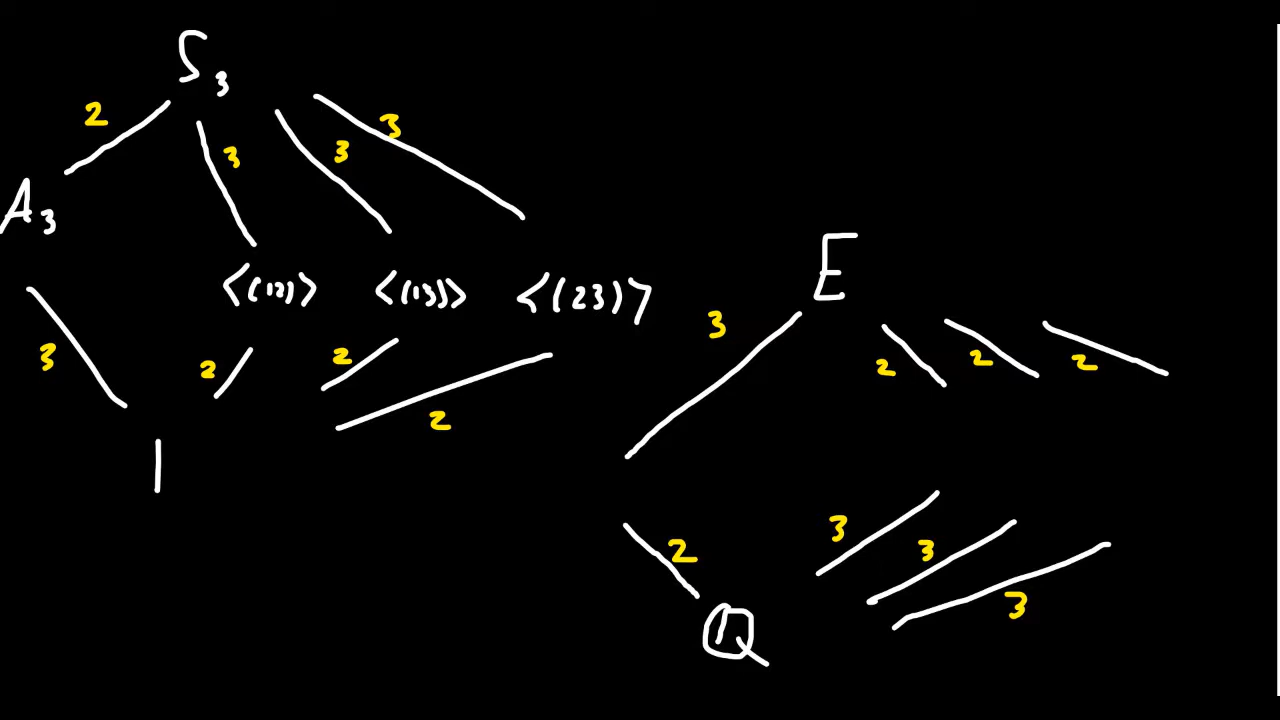 S₃
2 3 3 3
A₃
<(12)> <(13)> <(23)>
3 2 2 2
1
E
3 2 2 2
2 3 3 3
Q